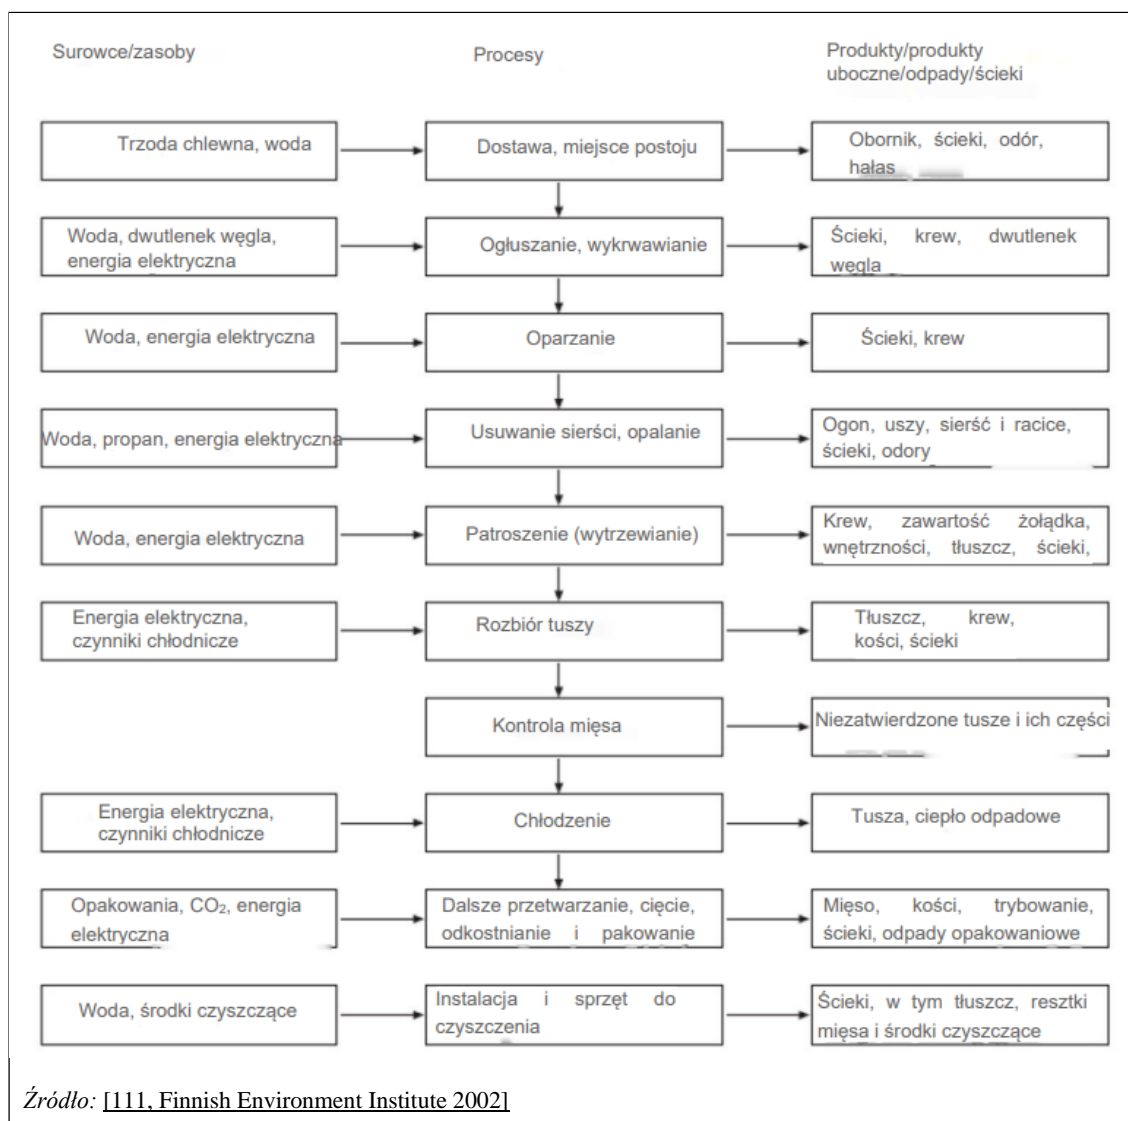 Surowce/zasoby
Procesy
Produkty/produkty
uboczne/odpady/ścieki
Trzoda chlewna, woda
Dostawa, miejsce postoju
Obornik, ścieki, odór,
hałas
Woda, dwutlenek węgla,
energia elektryczna
Ogłuszanie, wykrwawianie
Ścieki, krew, dwutlenek
węgla
Woda, energia elektryczna
Oparzanie
Ścieki, krew
Woda, propan, energia elektryczna
Usuwanie sierści, opalanie
Ogon, uszy, sierść i racice,
ścieki, odory
Woda, energia elektryczna
Patroszenie (wytrzewianie)
Krew, zawartość żołądka,
wnętrzności, tłuszcz, ścieki,
Energia elektryczna,
czynniki chłodnicze
Rozbiór tuszy
Tłuszcz, krew,
kości, ścieki
Kontrola mięsa
Niezatwierdzone tusze i ich części
Energia elektryczna,
czynniki chłodnicze
Chłodzenie
Tusza, ciepło odpadowe
Opakowania, CO₂, energia
elektryczna
Dalsze przetwarzanie, cięcie,
odkostnianie i pakowanie
Mięso, kości, trybowanie,
ścieki, odpady opakowaniowe
Woda, środki czyszczące
Instalacja i sprzęt do
czyszczenia
Ścieki, w tym tłuszcz, resztki
mięsa i środki czyszczące
Źródło: [111, Finnish Environment Institute 2002]